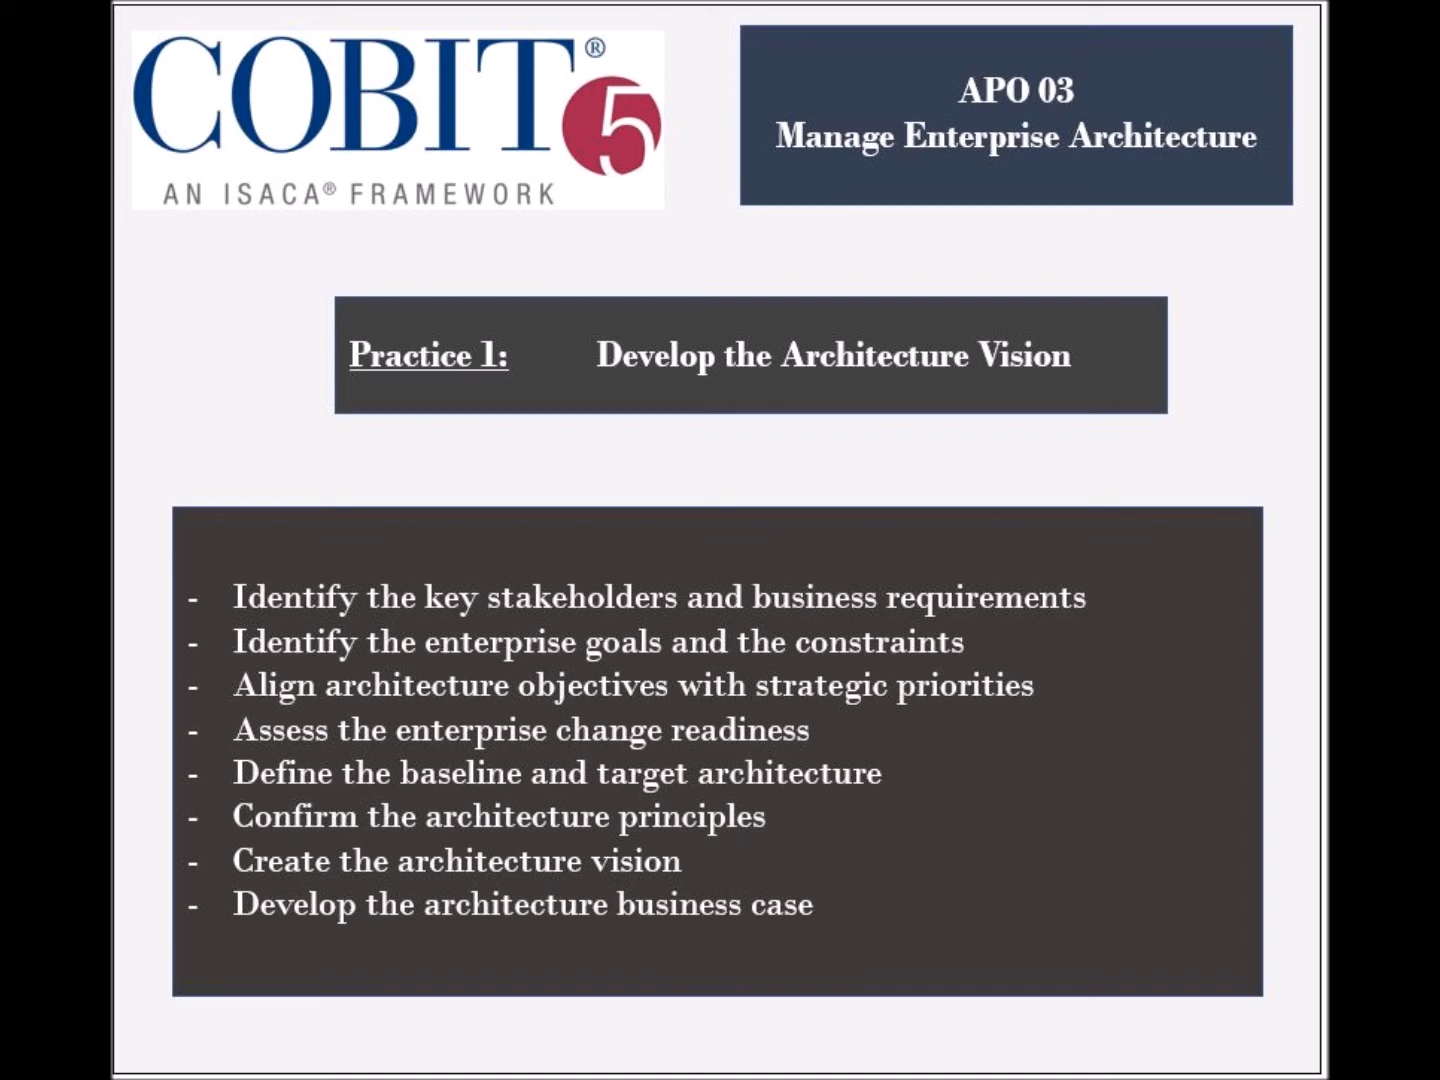 COBIT® 5
AN ISACA® FRAMEWORK
APO 03
Manage Enterprise Architecture
Practice 1: Develop the Architecture Vision
- Identify the key stakeholders and business requirements
- Identify the enterprise goals and the constraints
- Align architecture objectives with strategic priorities
- Assess the enterprise change readiness
- Define the baseline and target architecture
- Confirm the architecture principles
- Create the architecture vision
- Develop the architecture business case